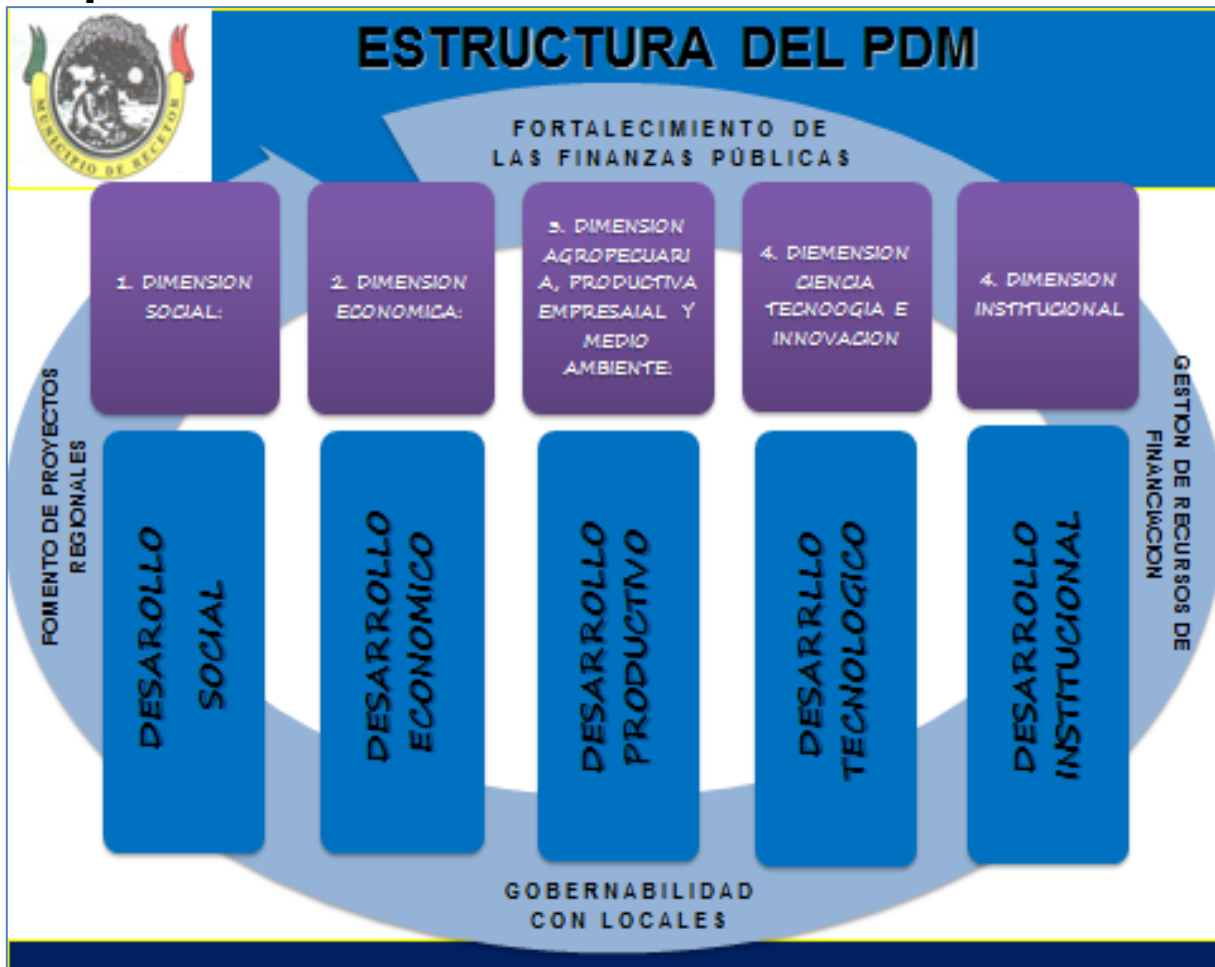 ESTRUCTURA DEL PDM
MUNICIPIO DE RECETOR
FORTALECIMIENTO DE
LAS FINANZAS PÚBLICAS
1. DIMENSION
SOCIAL:
2. DIMENSION
ECONOMICA:
3. DIMENSION
AGROPECUARI
A, PRODUCTIVA
EMPRESAIAL Y
MEDIO
AMBIENTE:
4. DIEMENSION
CIENCIA
TECNOOGIA E
INNOVACION
4. DIMENSION
INSTITUCIONAL
FOMENTO DE PROYECTOS
REGIONALES
GESTION DE RECURSOS DE
FINANCIACION
DESAROLLO
SOCIAL
DESARROLLO
ECONOMICO
DESARROLLO
PRODUCTIVO
DESARRLLO
TECNOLOGICO
DESARROLLO
INSTITUCIONAL
GOBERNABILIDAD
CON LOCALES